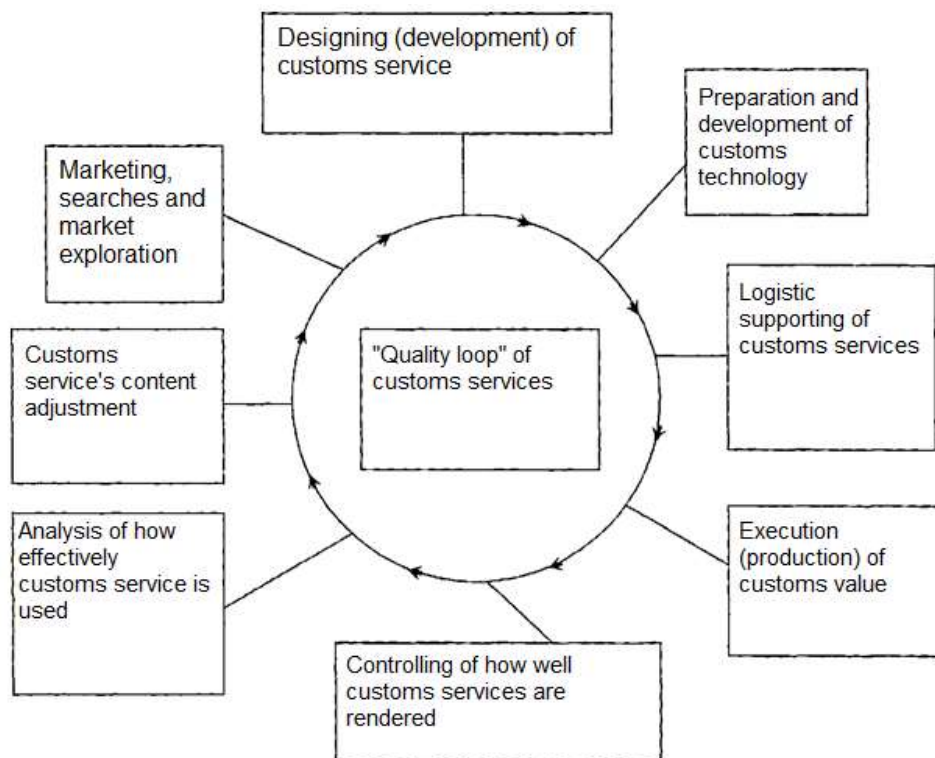 Designing (development) of
customs service
Preparation and
development of
customs
technology
Marketing,
searches and
market
exploration
Logistic
supporting of
customs services
"Quality loop" of
customs services
Customs
service's content
adjustment
Analysis of how
effectively
customs service is
used
Execution
(production) of
customs value
Controlling of how well
customs services are
rendered